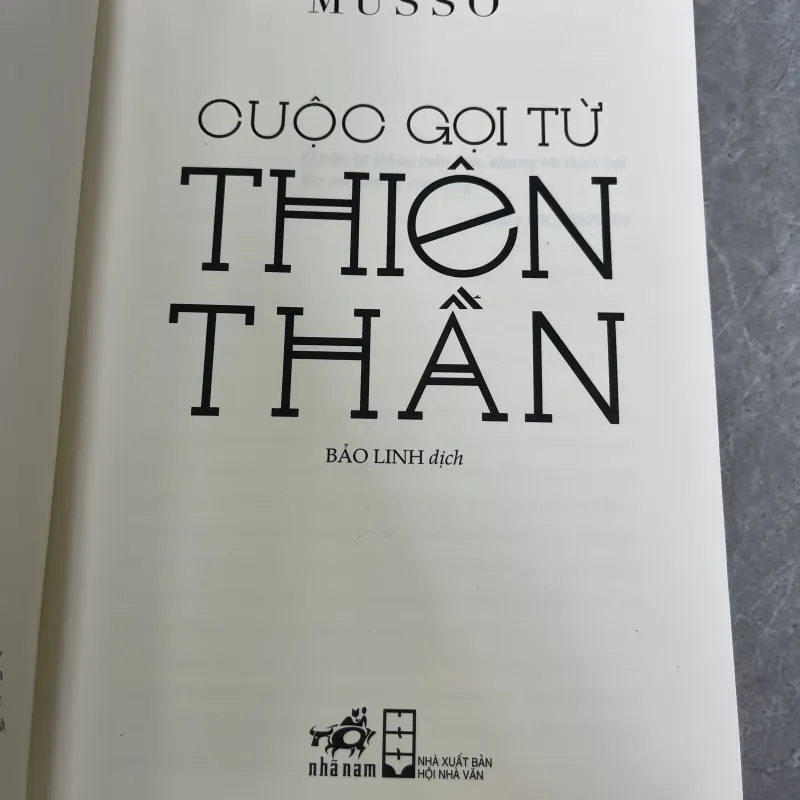 MUSSO
CUỘC GỌI TỪ
THIÊN
THẦN
BẢO LINH dịch
nhã nam
NHÀ XUẤT BẢN
HỘI NHÀ VĂN